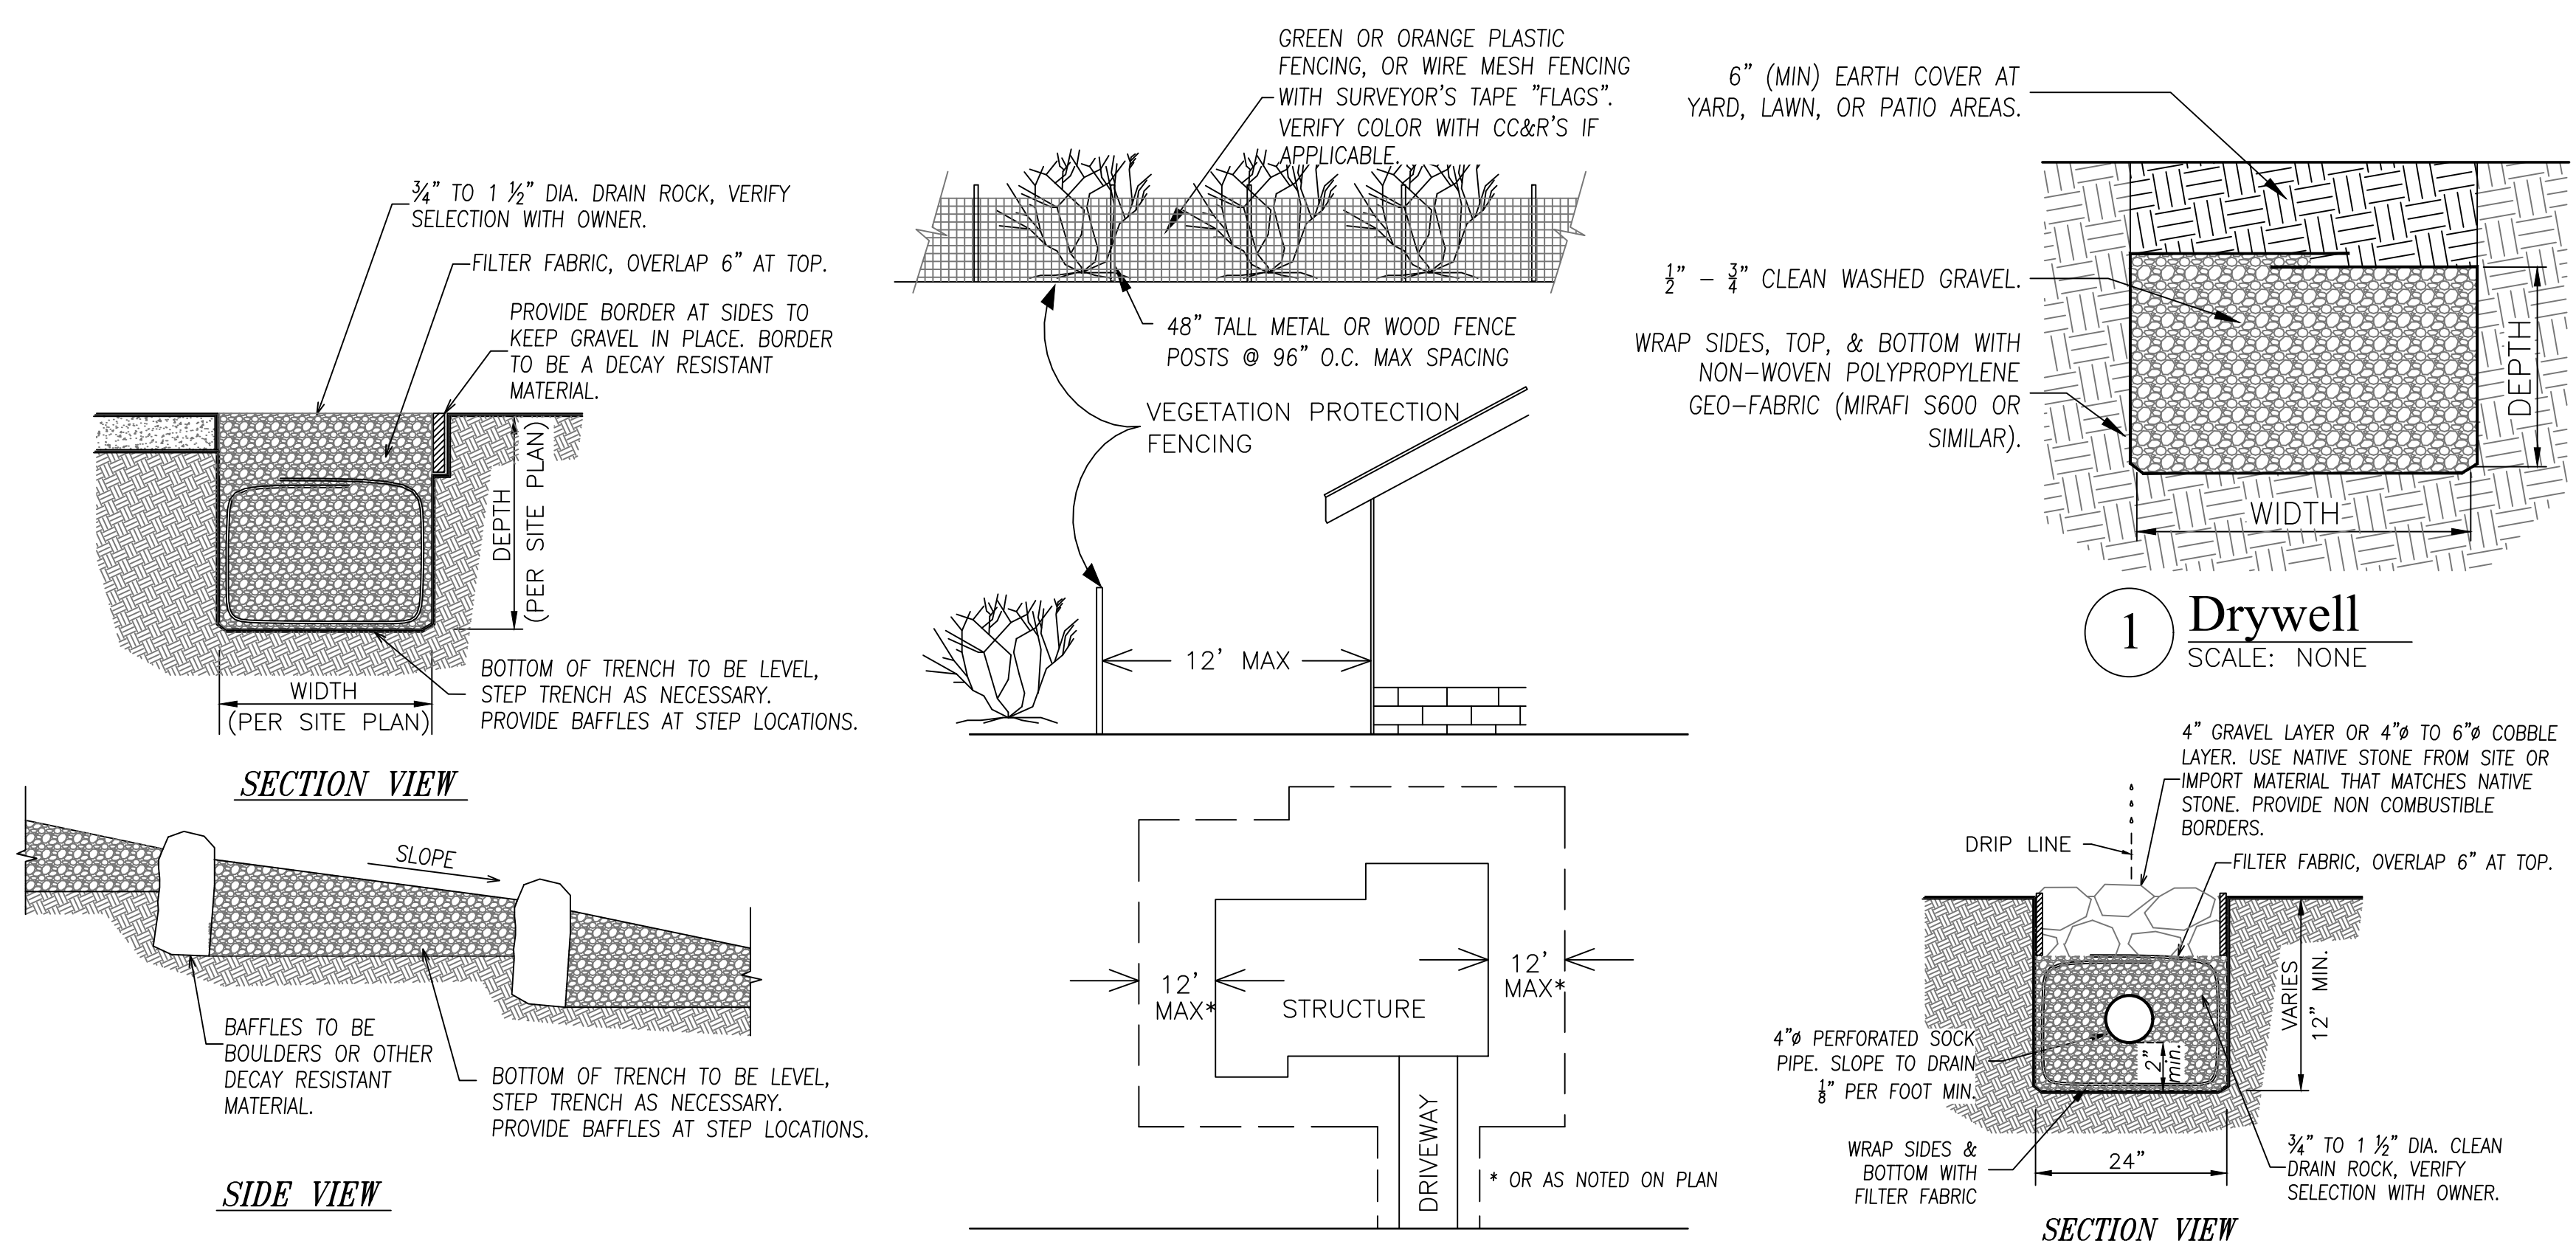 ¾" TO 1 ½" DIA. DRAIN ROCK, VERIFY
SELECTION WITH OWNER.
FILTER FABRIC, OVERLAP 6" AT TOP.
PROVIDE BORDER AT SIDES TO
KEEP GRAVEL IN PLACE. BORDER
TO BE A DECAY RESISTANT
MATERIAL.
DEPTH
(PER SITE PLAN)
WIDTH
(PER SITE PLAN)
BOTTOM OF TRENCH TO BE LEVEL,
STEP TRENCH AS NECESSARY.
PROVIDE BAFFLES AT STEP LOCATIONS.
SECTION VIEW
SLOPE
BAFFLES TO BE
BOULDERS OR OTHER
DECAY RESISTANT
MATERIAL.
BOTTOM OF TRENCH TO BE LEVEL,
STEP TRENCH AS NECESSARY.
PROVIDE BAFFLES AT STEP LOCATIONS.
SIDE VIEW
GREEN OR ORANGE PLASTIC
FENCING, OR WIRE MESH FENCING
WITH SURVEYOR'S TAPE "FLAGS".
VERIFY COLOR WITH CC&R'S IF
APPLICABLE.
48" TALL METAL OR WOOD FENCE
POSTS @ 96" O.C. MAX SPACING
VEGETATION PROTECTION
FENCING
12' MAX
12'
MAX*
STRUCTURE
12'
MAX*
DRIVEWAY
* OR AS NOTED ON PLAN
6" (MIN) EARTH COVER AT
YARD, LAWN, OR PATIO AREAS.
½" – ¾" CLEAN WASHED GRAVEL.
WRAP SIDES, TOP, & BOTTOM WITH
NON-WOVEN POLYPROPYLENE
GEO-FABRIC (MIRAFI S600 OR
SIMILAR).
DEPTH
WIDTH
1 Drywell
SCALE: NONE
4" GRAVEL LAYER OR 4"ø TO 6"ø COBBLE
LAYER. USE NATIVE STONE FROM SITE OR
IMPORT MATERIAL THAT MATCHES NATIVE
STONE. PROVIDE NON COMBUSTIBLE
BORDERS.
DRIP LINE
FILTER FABRIC, OVERLAP 6" AT TOP.
VARIES
12" MIN.
4"ø PERFORATED SOCK
PIPE. SLOPE TO DRAIN
⅛" PER FOOT MIN.
2"
min.
WRAP SIDES &
BOTTOM WITH
FILTER FABRIC
24"
¾" TO 1 ½" DIA. CLEAN
DRAIN ROCK, VERIFY
SELECTION WITH OWNER.
SECTION VIEW